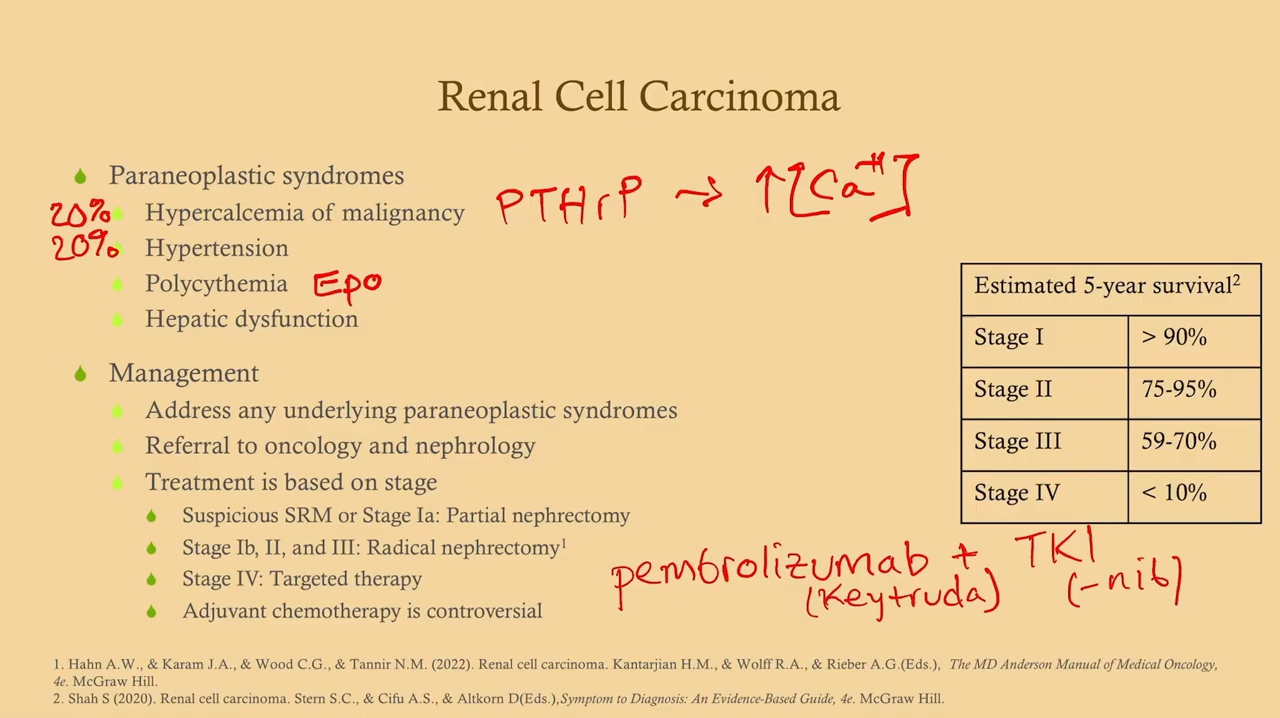 Renal Cell Carcinoma
Paraneoplastic syndromes
20% Hypercalcemia of malignancy PTHrP → ↑[Ca++]
20% Hypertension
Polycythemia Epo
Hepatic dysfunction
Management
Address any underlying paraneoplastic syndromes
Referral to oncology and nephrology
Treatment is based on stage
Suspicious SRM or Stage Ia: Partial nephrectomy
Stage Ib, II, and III: Radical nephrectomy1
Stage IV: Targeted therapy
Adjuvant chemotherapy is controversial
Estimated 5-year survival2
Stage I > 90%
Stage II 75-95%
Stage III 59-70%
Stage IV < 10%
pembrolizumab + TKI
(Keytruda) (-nib)
1. Hahn A.W., & Karam J.A., & Wood C.G., & Tannir N.M. (2022). Renal cell carcinoma. Kantarjian H.M., & Wolff R.A., & Rieber A.G.(Eds.), The MD Anderson Manual of Medical Oncology,
4e. McGraw Hill.
2. Shah S (2020). Renal cell carcinoma. Stern S.C., & Cifu A.S., & Altkorn D(Eds.),Symptom to Diagnosis: An Evidence-Based Guide, 4e. McGraw Hill.